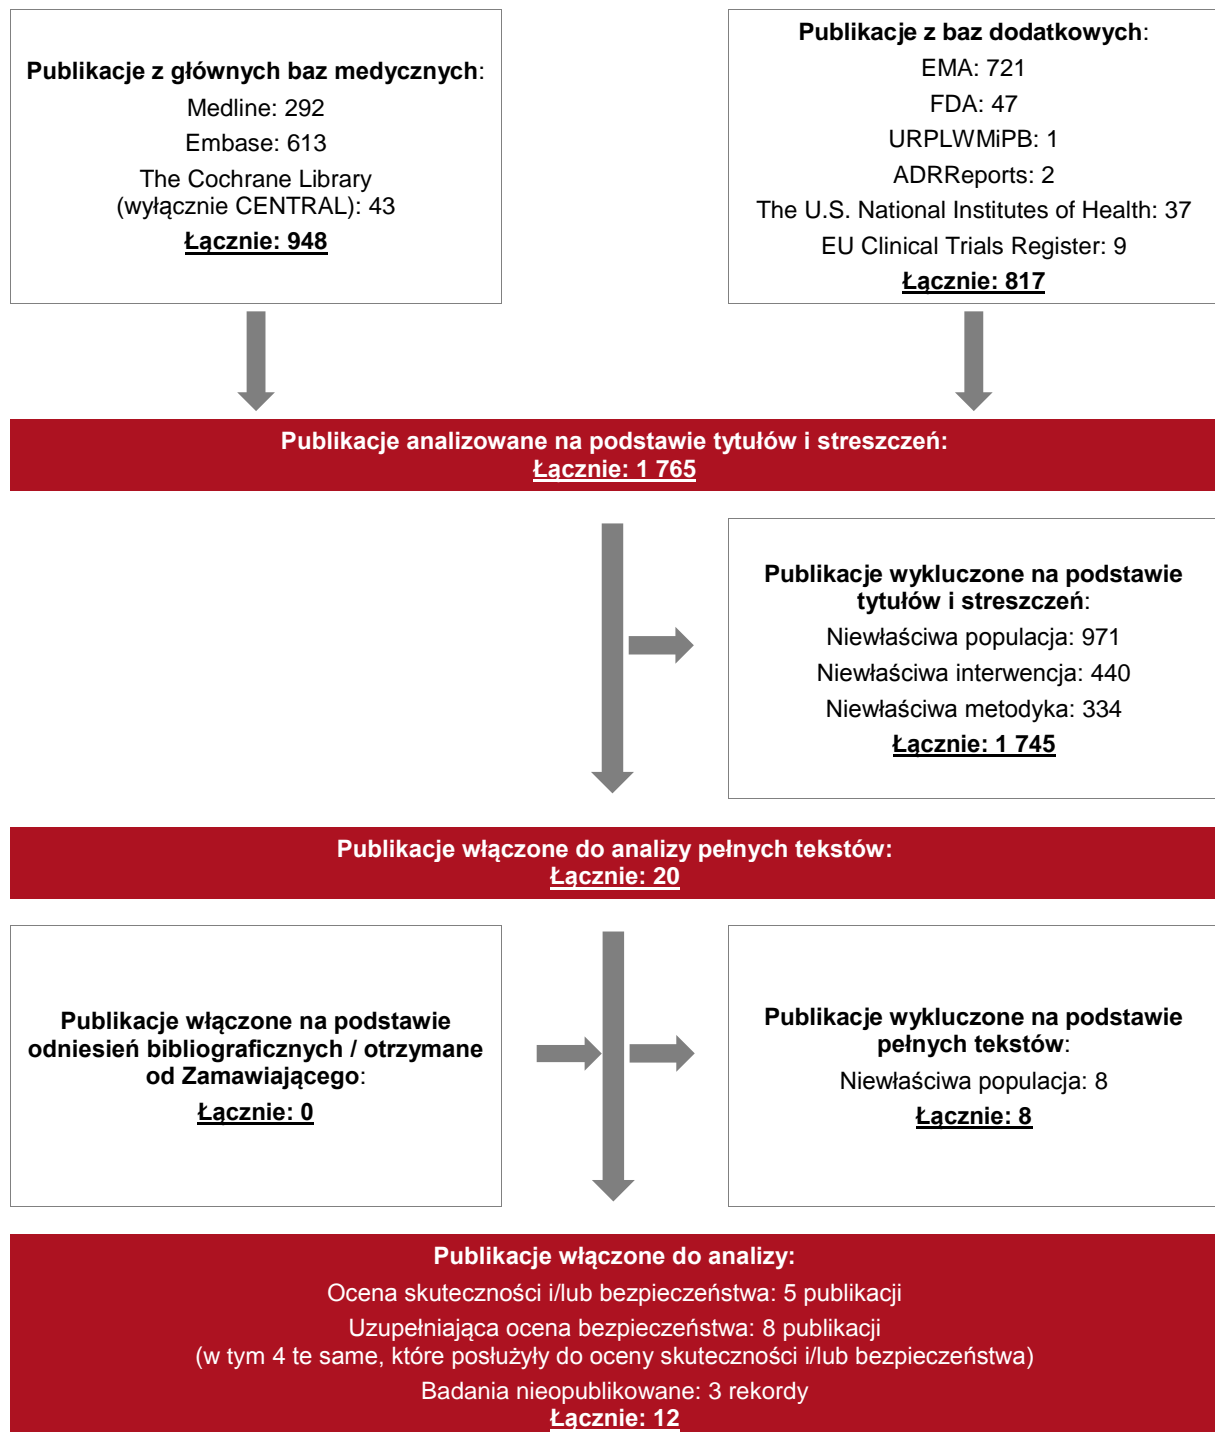 Publikacje z głównych baz medycznych:
Medline: 292
Embase: 613
The Cochrane Library
(wyłącznie CENTRAL): 43
Łącznie: 948
Publikacje z baz dodatkowych:
EMA: 721
FDA: 47
URPLWMiPB: 1
ADRReports: 2
The U.S. National Institutes of Health: 37
EU Clinical Trials Register: 9
Łącznie: 817
Publikacje analizowane na podstawie tytułów i streszczeń:
Łącznie: 1 765
Publikacje wykluczone na podstawie
tytułów i streszczeń:
Niewłaściwa populacja: 971
Niewłaściwa interwencja: 440
Niewłaściwa metodyka: 334
Łącznie: 1 745
Publikacje włączone do analizy pełnych tekstów:
Łącznie: 20
Publikacje włączone na podstawie
odniesień bibliograficznych / otrzymane
od Zamawiającego:
Łącznie: 0
Publikacje wykluczone na podstawie
pełnych tekstów:
Niewłaściwa populacja: 8
Łącznie: 8
Publikacje włączone do analizy:
Ocena skuteczności i/lub bezpieczeństwa: 5 publikacji
Uzupełniająca ocena bezpieczeństwa: 8 publikacji
(w tym 4 te same, które posłużyły do oceny skuteczności i/lub bezpieczeństwa)
Badania nieopublikowane: 3 rekordy
Łącznie: 12